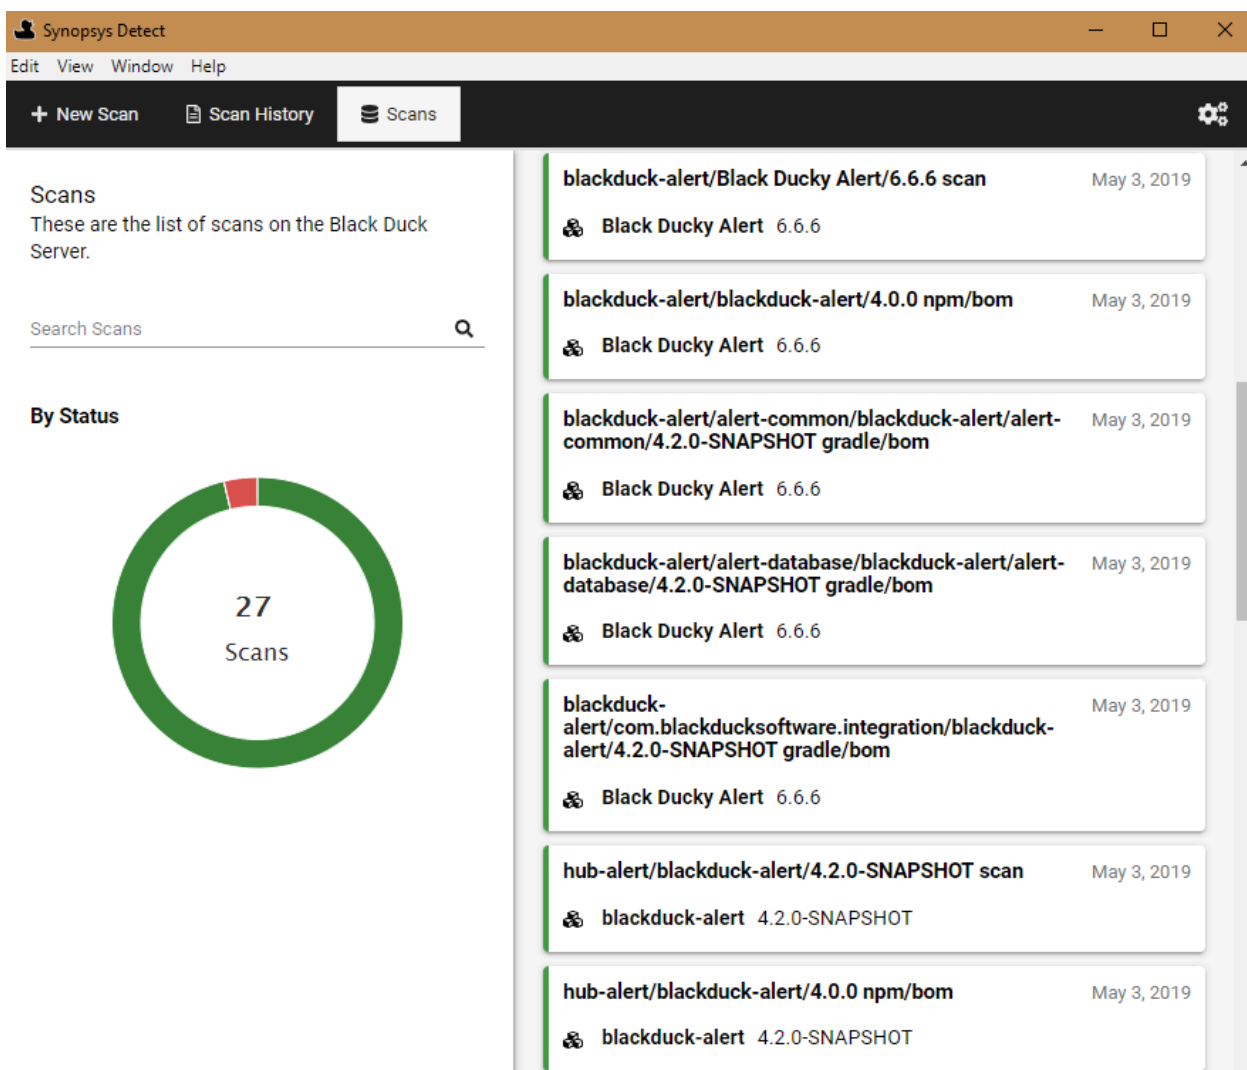 Synopsys Detect
Edit View Window Help
New Scan Scan History Scans
Scans
These are the list of scans on the Black Duck
Server.
Search Scans
By Status
27
Scans
blackduck-alert/Black Ducky Alert/6.6.6 scan May 3, 2019
Black Ducky Alert 6.6.6
blackduck-alert/blackduck-alert/4.0.0 npm/bom May 3, 2019
Black Ducky Alert 6.6.6
blackduck-alert/alert-common/blackduck-alert/alert- May 3, 2019
common/4.2.0-SNAPSHOT gradle/bom
Black Ducky Alert 6.6.6
blackduck-alert/alert-database/blackduck-alert/alert- May 3, 2019
database/4.2.0-SNAPSHOT gradle/bom
Black Ducky Alert 6.6.6
blackduck- May 3, 2019
alert/com.blackducksoftware.integration/blackduck-
alert/4.2.0-SNAPSHOT gradle/bom
Black Ducky Alert 6.6.6
hub-alert/blackduck-alert/4.2.0-SNAPSHOT scan May 3, 2019
blackduck-alert 4.2.0-SNAPSHOT
hub-alert/blackduck-alert/4.0.0 npm/bom May 3, 2019
blackduck-alert 4.2.0-SNAPSHOT